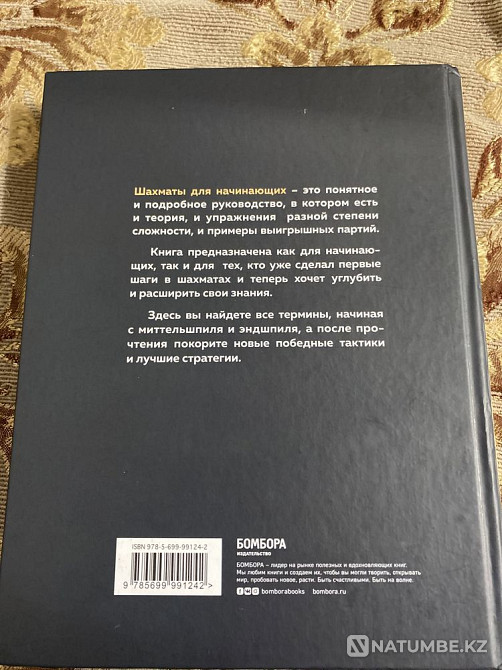 Шахматы для начинающих – это понятное
и подробное руководство, в котором есть
и теория, и упражнения разной степени
сложности, и примеры выигрышных партий.
Книга предназначена как для начинаю-
щих, так и для тех, кто уже сделал первые
шаги в шахматах и теперь хочет углубить
и расширить свои знания.
Здесь вы найдете все термины, начиная
с миттельшпиля и эндшпиля, а после про-
чтения покорите новые победные тактики
и лучшие стратегии.
ISBN 978-5-699-99124-2
9 785699 991242 >
БОМБОРА
ИЗДАТЕЛЬСТВО
БОМБОРА – лидер на рынке полезных и вдохновляющих книг.
Мы любим книги и создаем их, чтобы вы могли творить, открывать
мир, пробовать новое, расти. Быть счастливыми. Быть на волне.
bomborabooks bombora.ru
NATUMBE.KZ